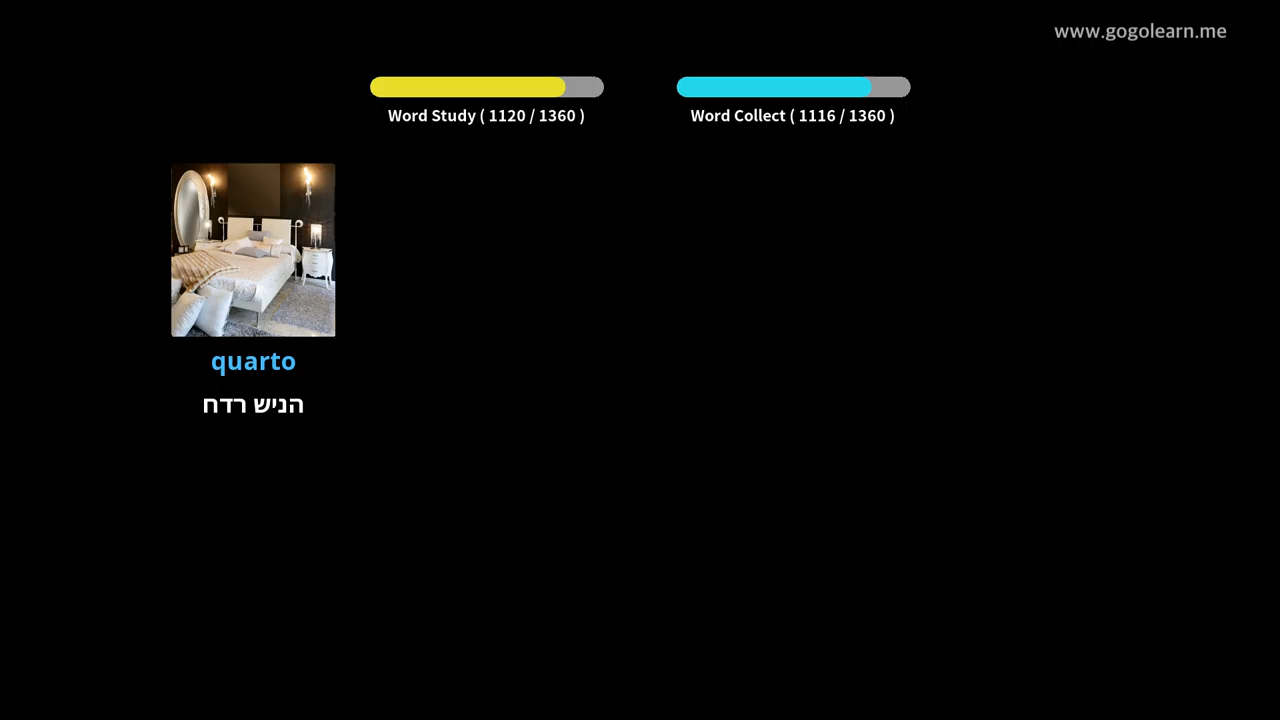 www.gogolearn.me
Word Study ( 1120 / 1360 )
Word Collect ( 1116 / 1360 )
quarto
הניש רדח